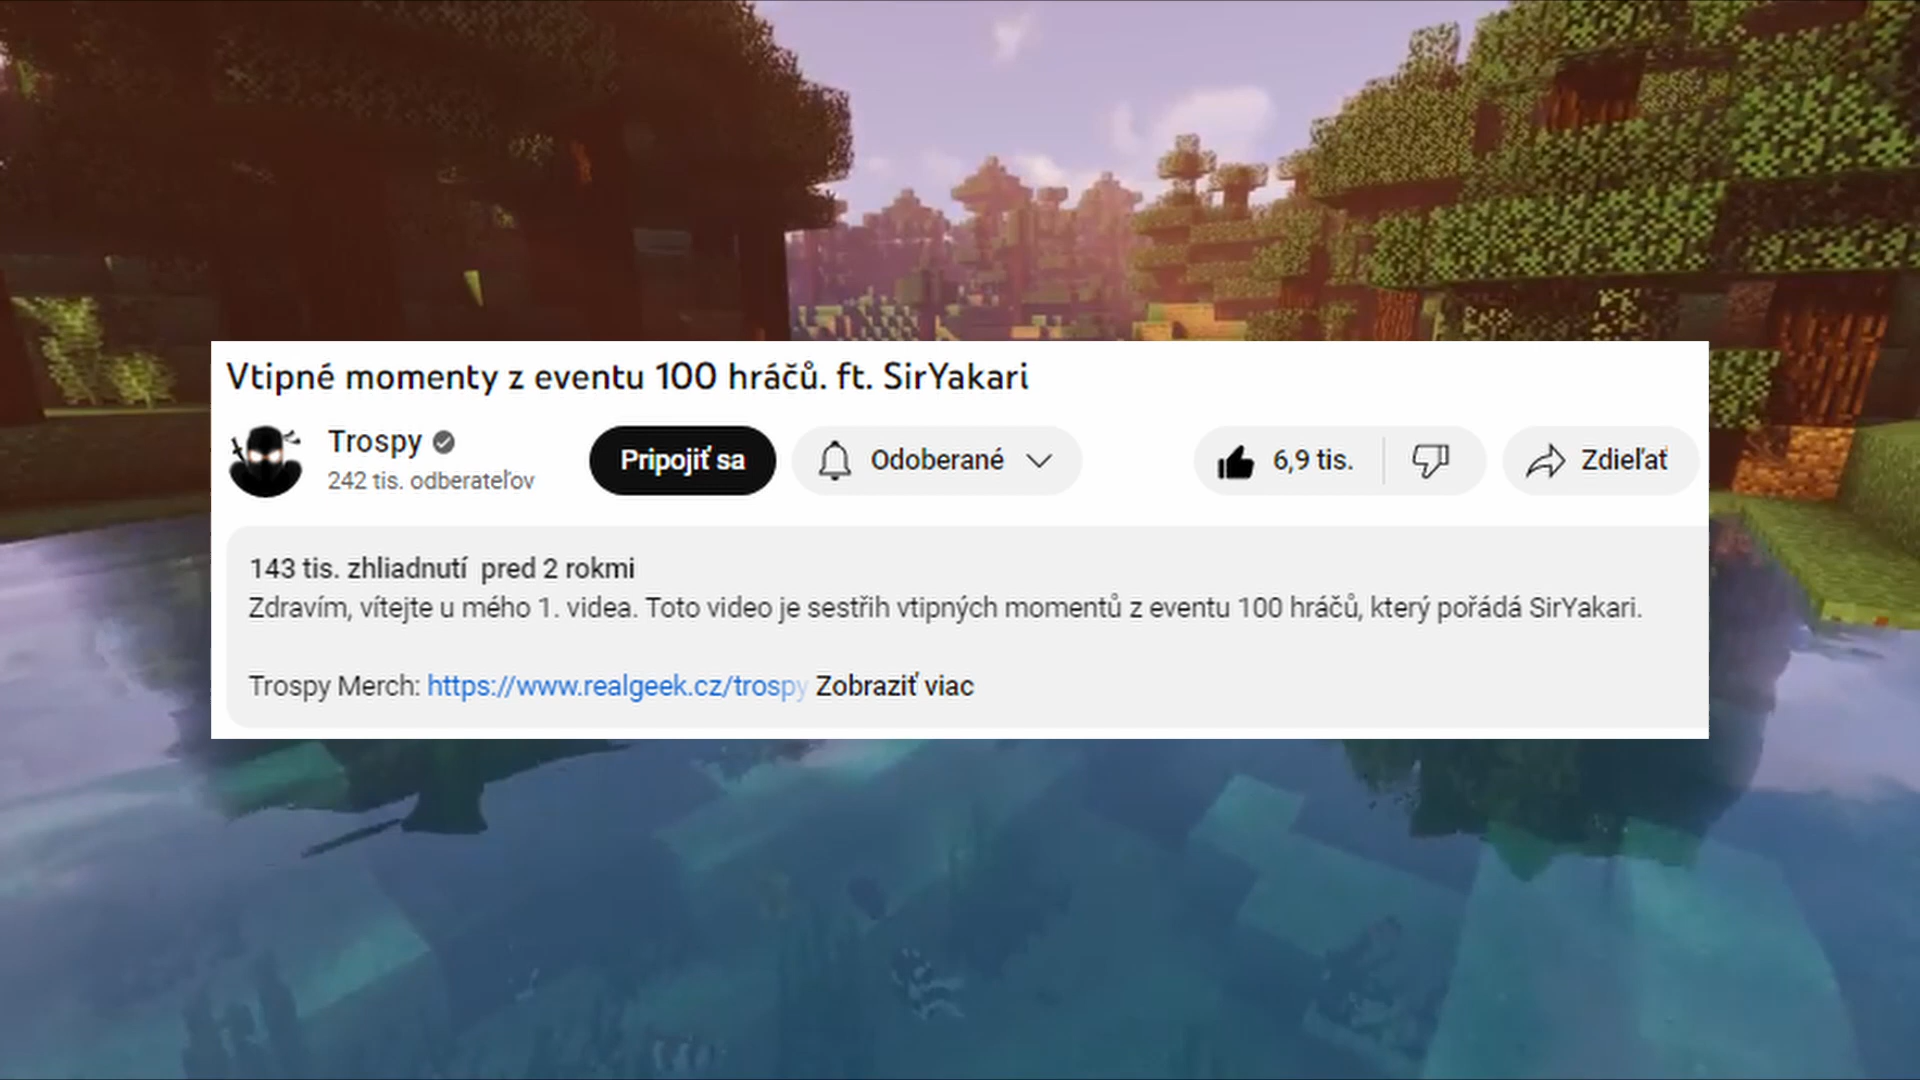 Vtipné momenty z eventu 100 hráčů. ft. SirYakari
Trospy
242 tis. odberateľov
Pripojiť sa
Odoberané
6,9 tis.
Zdieľať
143 tis. zhliadnutí pred 2 rokmi
Zdravím, vítejte u mého 1. videa. Toto video je sestřih vtipných momentů z eventu 100 hráčů, který pořádá SirYakari.
Trospy Merch: https://www.realgeek.cz/trospy Zobraziť viac